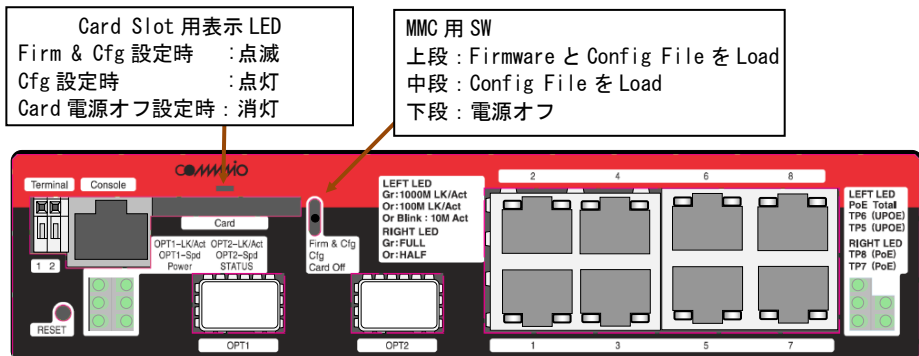 Card Slot 用表示 LED
Firm & Cfg 設定時 :点滅
Cfg 設定時 :点灯
Card 電源オフ設定時:消灯
MMC 用 SW
上段:Firmware と Config File を Load
中段:Config File を Load
下段:電源オフ
Terminal
Console
Card
1 2
RESET
OPT1-LK/Act OPT2-LK/Act
OPT1-Spd OPT2-Spd
Power STATUS
Firm & Cfg
Cfg
Card Off
LEFT LED
Gr:1000M LK/Act
Or:100M LK/Act
Or Blink : 10M Act
RIGHT LED
Gr:FULL
Or:HALF
OPT1
OPT2
2 4 6 8
1 3 5 7
LEFT LED
PoE Total
TP6 (UPOE)
TP5 (UPOE)
RIGHT LED
TP8 (PoE)
TP7 (PoE)